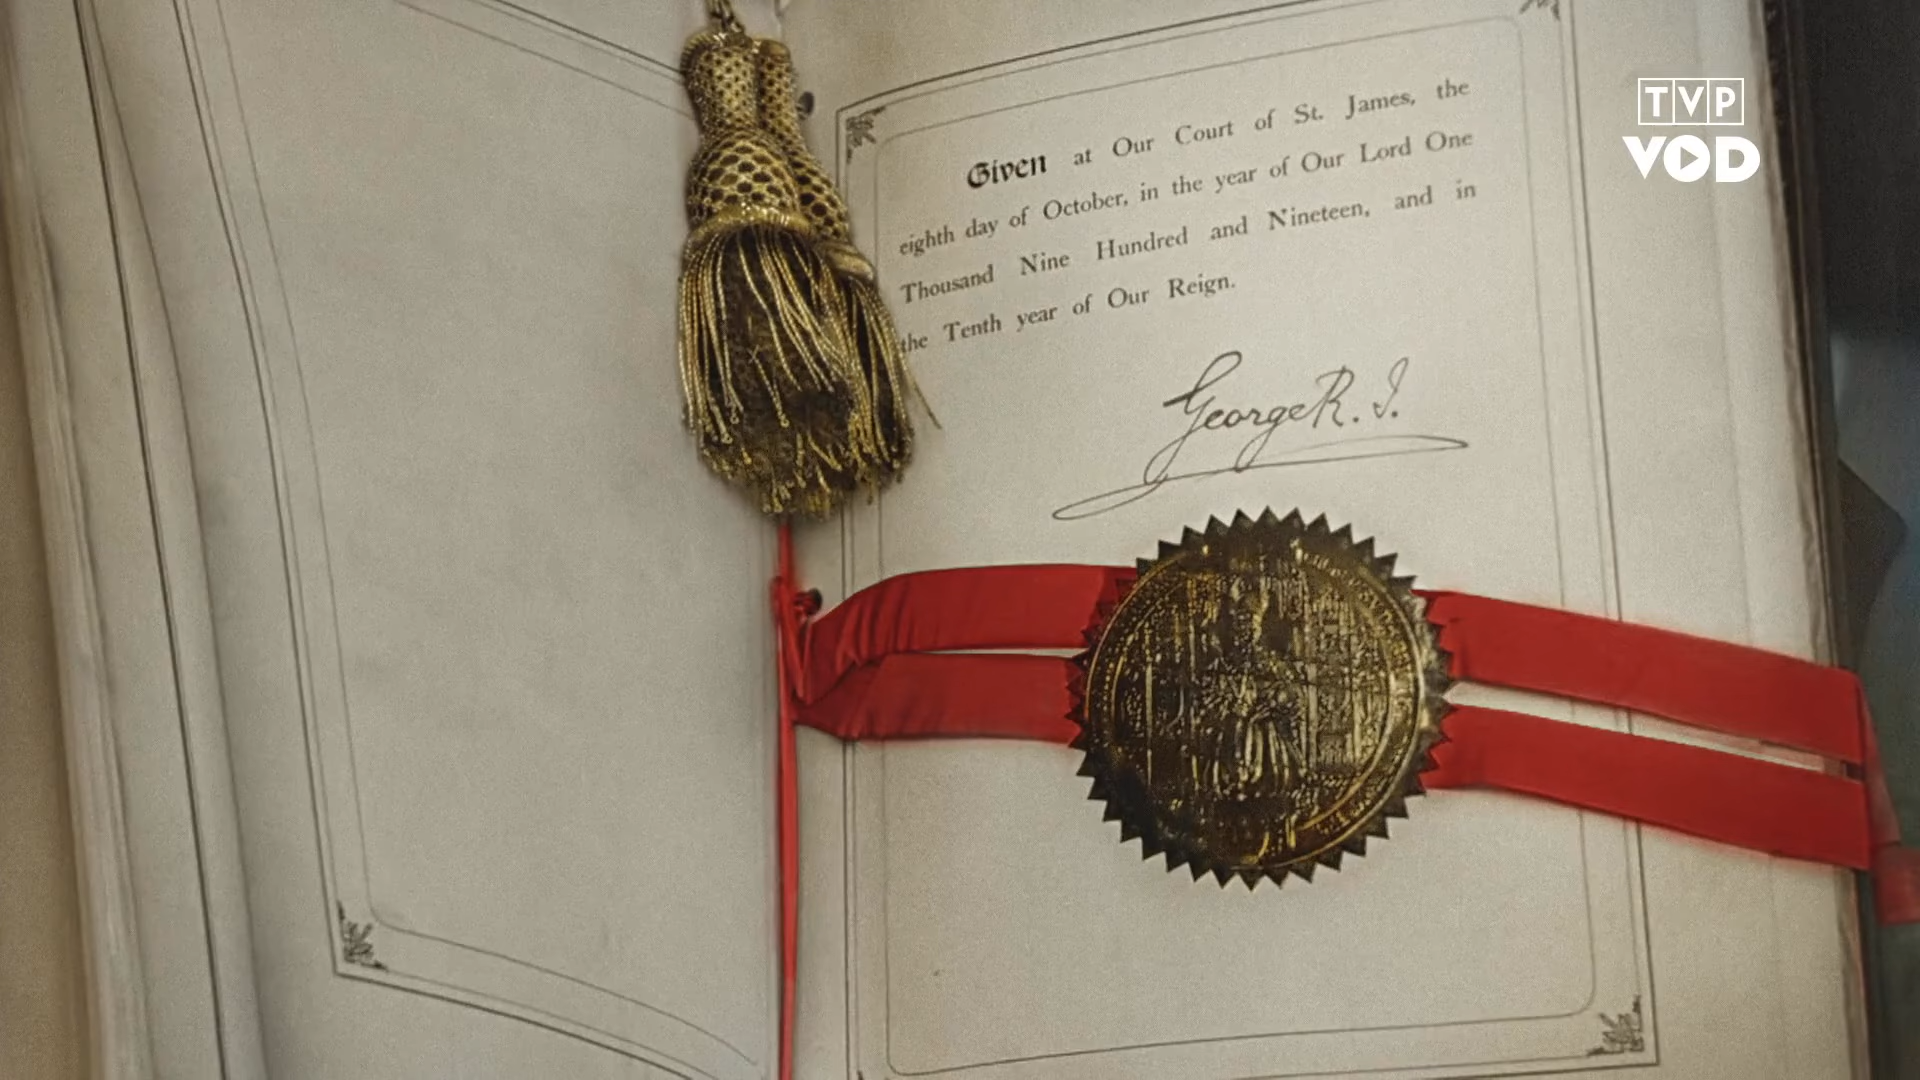 TVP
VOD
Given at Our Court of St. James, the
eighth day of October, in the year of Our Lord One
Thousand Nine Hundred and Nineteen, and in
the Tenth year of Our Reign.
George R. I.